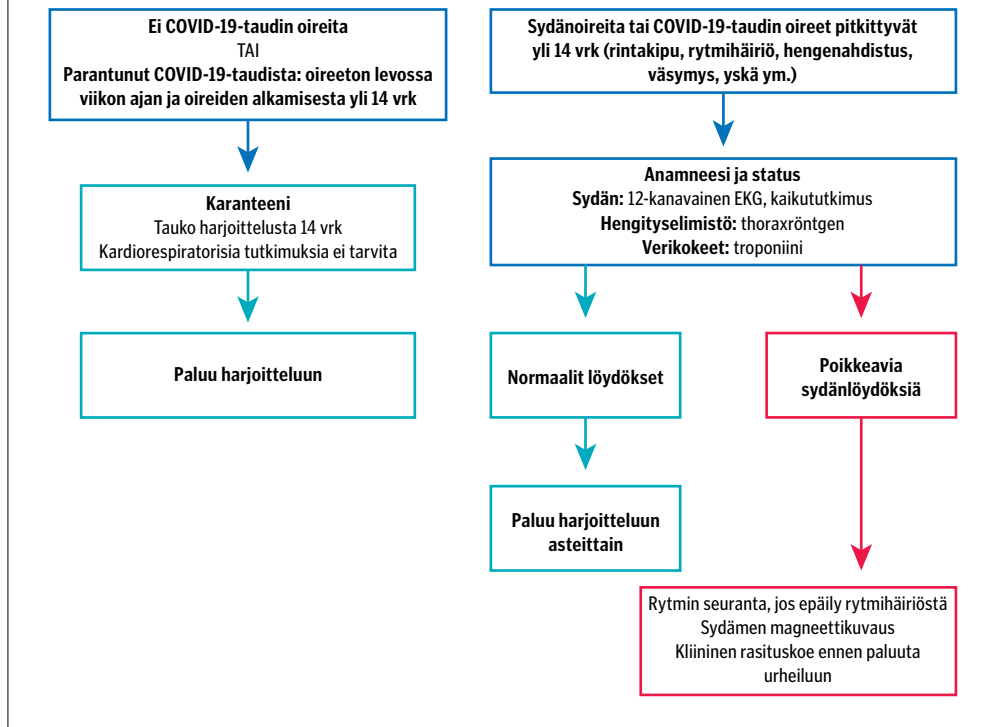 Ei COVID-19-taudin oireita
TAI
Parantunut COVID-19-taudista: oireeton levossa
viikon ajan ja oireiden alkamisesta yli 14 vrk
Karanteeni
Tauko harjoittelusta 14 vrk
Kardiorespiratorisia tutkimuksia ei tarvita
Paluu harjoitteluun
Sydänoireita tai COVID-19-taudin oireet pitkittyvät
yli 14 vrk (rintakipu, rytmihäiriö, hengenahdistus,
väsymys, yskä ym.)
Anamneesi ja status
Sydän: 12-kanavainen EKG, kaikututkimus
Hengityselimistö: thoraxröntgen
Verikokeet: troponiini
Normaalit löydökset
Paluu harjoitteluun
asteittain
Poikkeavia
sydänlöydöksiä
Rytmin seuranta, jos epäily rytmihäiriöstä
Sydämen magneettikuvaus
Kliininen rasituskoe ennen paluuta
urheiluun